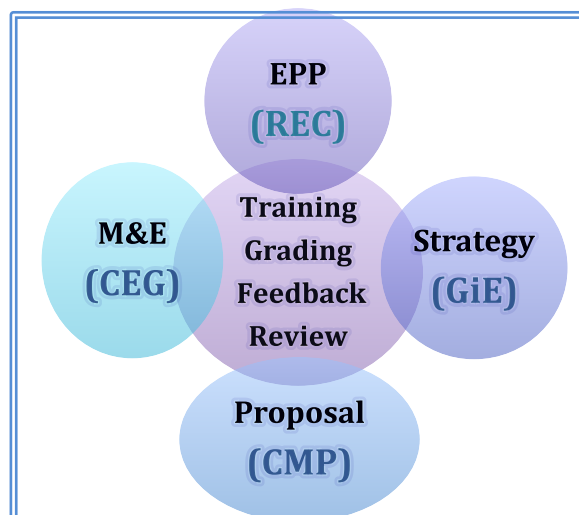 EPP
(REC)
M&E
(CEG)
Training
Grading
Feedback
Review
Strategy
(GiE)
Proposal
(CMP)